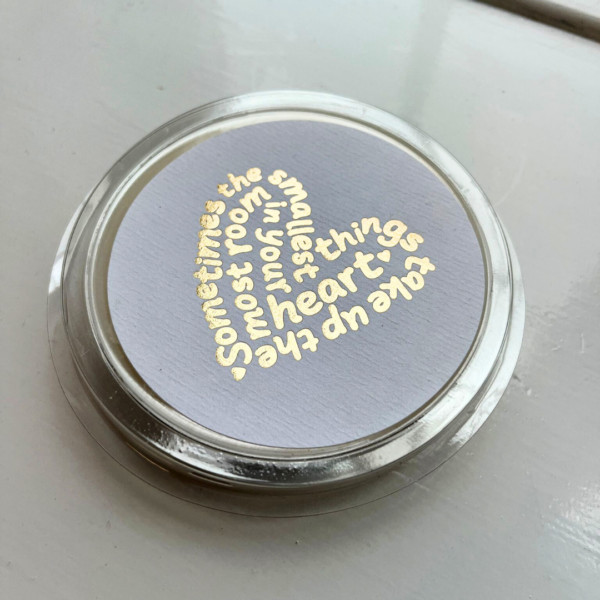 Sometimes the
smallest
things
take up the
most room
in your
heart